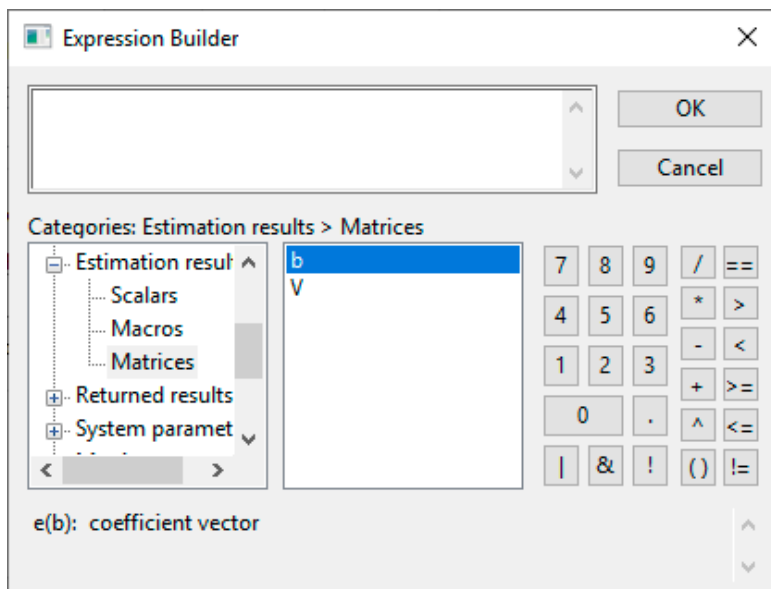 Expression Builder
OK
Cancel
Categories: Estimation results > Matrices
Estimation resul
Scalars
Macros
Matrices
Returned results
System paramet
b
V
7 8 9 / ==
4 5 6 * >
1 2 3 - <
0 . + >=
^ <=
| & ! () !=
e(b): coefficient vector